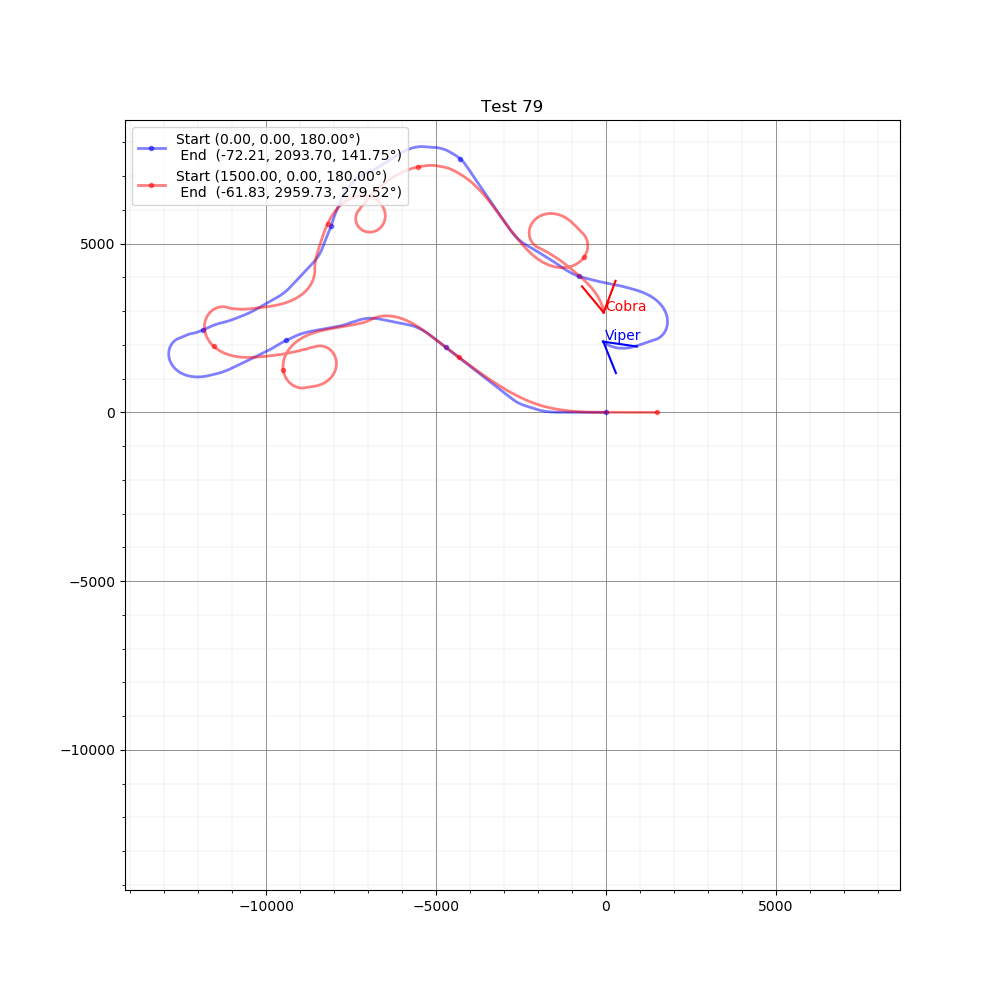 Test 79
Start (0.00, 0.00, 180.00°)
End  (-72.21, 2093.70, 141.75°)
Start (1500.00, 0.00, 180.00°)
End  (-61.83, 2959.73, 279.52°)
5000
0
−5000
−10000
Cobra
Viper
−10000
−5000
0
5000